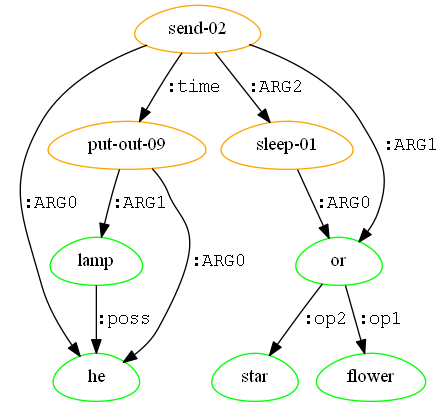 send-02
:time
:ARG2
put-out-09
sleep-01
:ARG1
:ARG0
:ARG1
:ARG0
:ARG0
lamp
or
:poss
:op2
:op1
he
star
flower